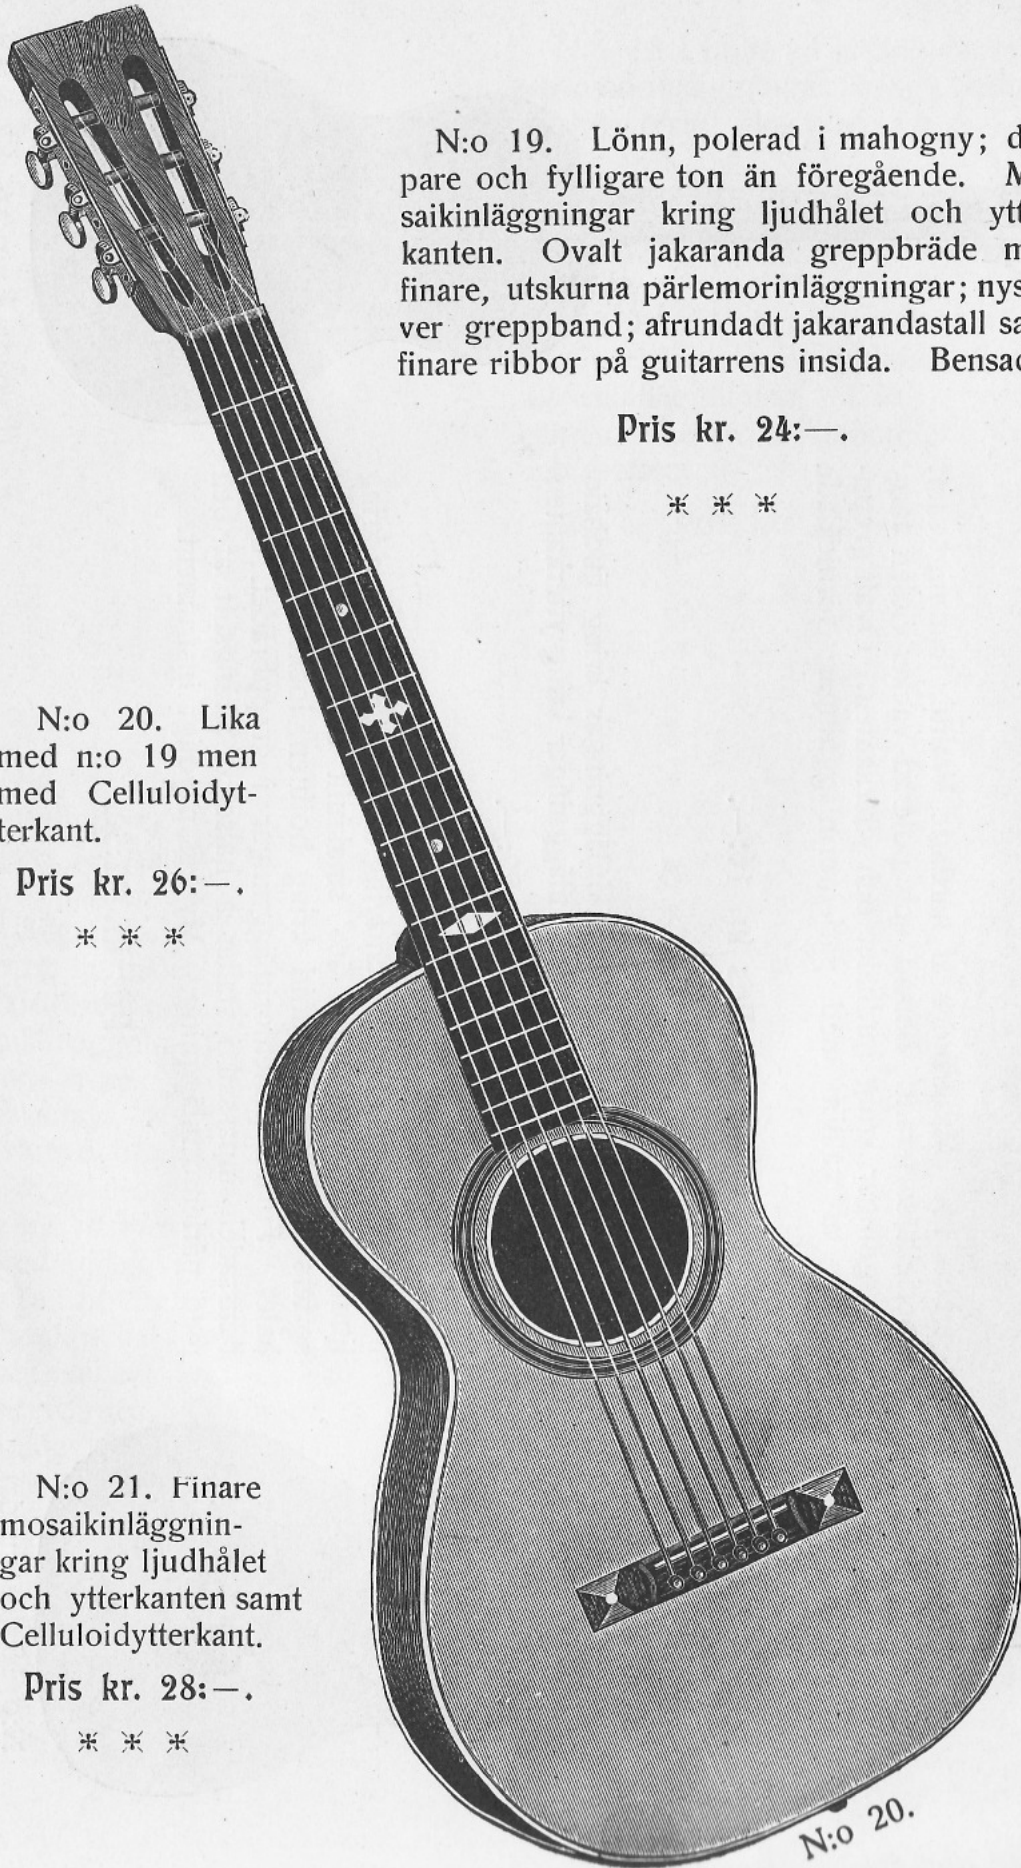 N:o 19. Lönn, polerad i mahogny; d
pare och fylligare ton än föregående. M
saikinläggningar kring ljudhålet och ytt
kanten. Ovalt jakaranda greppbräde m
finare, utskurna pärlemorinläggningar; nys
ver greppband; afrundadt jakarandastall sa
finare ribbor på guitarrens insida. Bensad
Pris kr. 24:—.
N:o 20. Lika
med n:o 19 men
med Celluloidyt-
terkant.
Pris kr. 26:—.
N:o 21. Finare
mosaikinläggnin-
gar kring ljudhålet
och ytterkanten samt
Celluloidytterkant.
Pris kr. 28:—.
N:o 20.